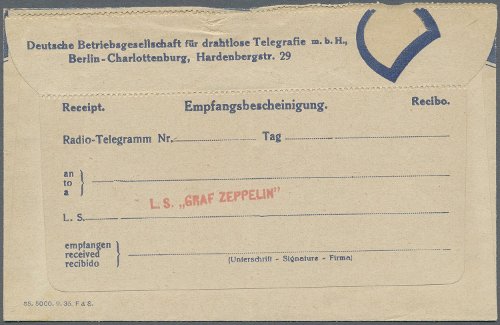 Deutsche Betriebsgesellschaft für drahtlose Telegrafie m. b. H.,
Berlin-Charlottenburg, Hardenbergstr. 29
Receipt. Empfangsbescheinigung. Recibo.
Radio-Telegramm Nr. Tag
an
to
a
L. S. „GRAF ZEPPELIN"
L. S.
empfangen
received
recibido
(Unterschrift - Signature - Firma)
85. 5000. 9. 35. F & S.